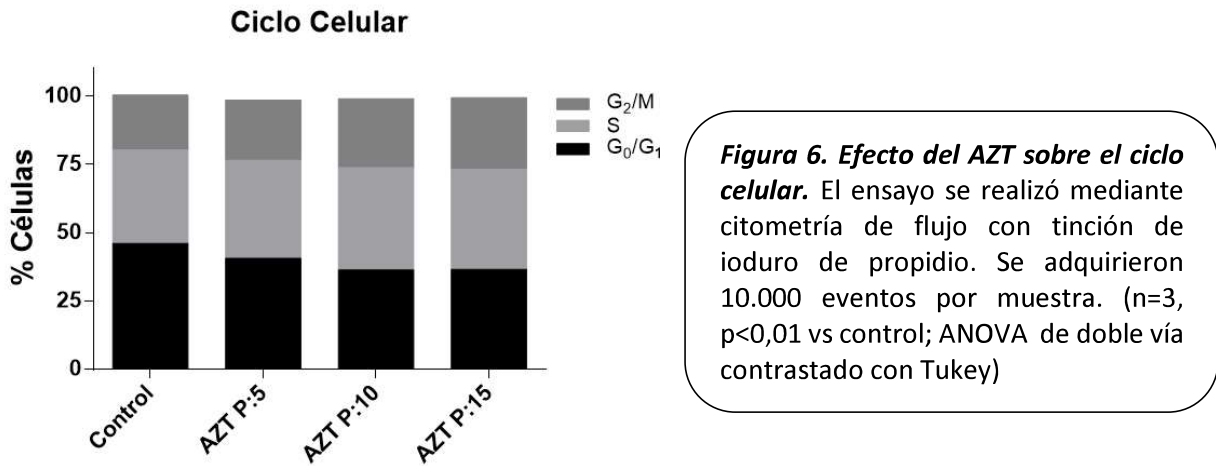 Ciclo Celular
% Células
100
75
50
25
0
Control
AZT P:5
AZT P:10
AZT P:15
G₂/M
S
G₀/G₁
Figura 6. Efecto del AZT sobre el ciclo
celular. El ensayo se realizó mediante
citometría de flujo con tinción de
ioduro de propidio. Se adquirieron
10.000 eventos por muestra. (n=3,
p<0,01 vs control; ANOVA de doble vía
contrastado con Tukey)